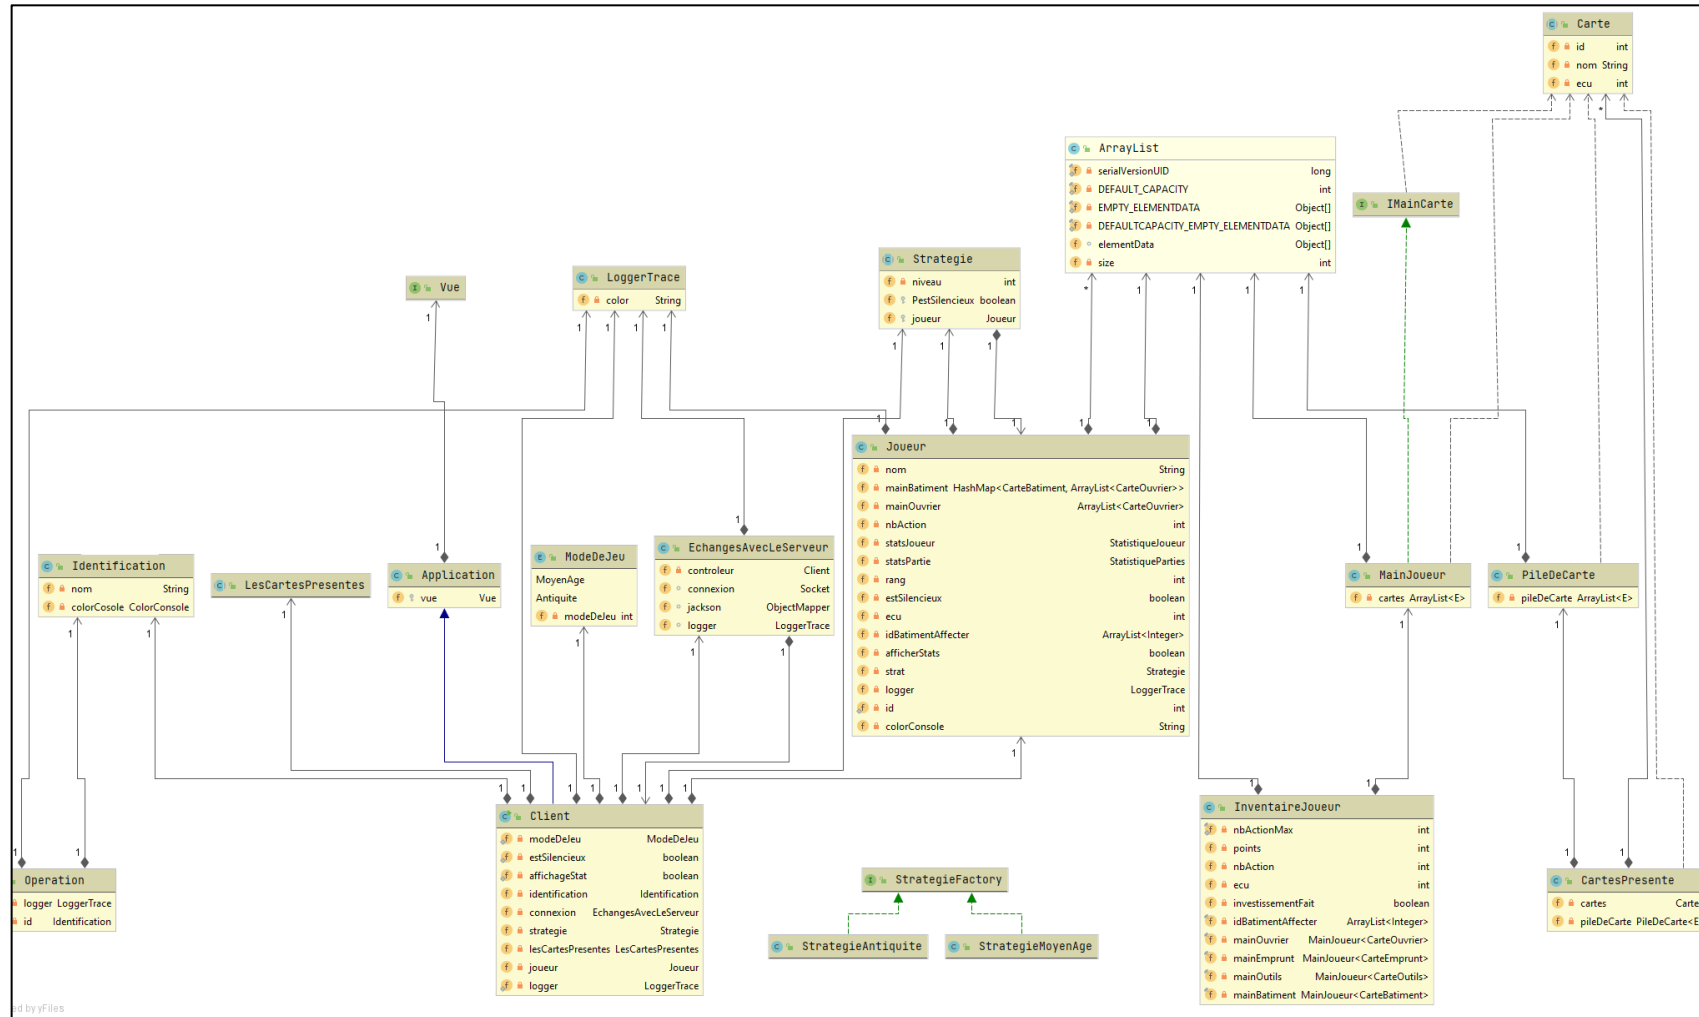 Carte
id int
nom String
ecu int
ArrayList
serialVersionUID long
DEFAULT_CAPACITY int
EMPTY_ELEMENTDATA Object[]
DEFAULTCAPACITY_EMPTY_ELEMENTDATA Object[]
elementData Object[]
size int
IMainCarte
Strategie
niveau int
PestSilencieux boolean
joueur Joueur
LoggerTrace
color String
Vue
Joueur
nom String
mainBatiment HashMap<CarteBatiment, ArrayList<CarteOuvrier>>
mainOuvrier ArrayList<CarteOuvrier>
nbAction int
statsJoueur StatistiqueJoueur
statsPartie StatistiqueParties
rang int
estSilencieux boolean
ecu int
idBatimentAffecter ArrayList<Integer>
afficherStats boolean
strat Strategie
logger LoggerTrace
id int
colorConsole String
Identification
nom String
colorCosole ColorConsole
LesCartesPresentes
Application
vue Vue
ModeDeJeu
MoyenAge
Antiquite
modeDeJeu int
EchangesAvecLeServeur
controleur Client
connexion Socket
jackson ObjectMapper
logger LoggerTrace
MainJoueur
cartes ArrayList<E>
PileDeCarte
pileDeCarte ArrayList<E>
Client
modeDeJeu ModeDeJeu
estSilencieux boolean
affichageStat boolean
identification Identification
connexion EchangesAvecLeServeur
strategie Strategie
lesCartesPresentes LesCartesPresentes
joueur Joueur
logger LoggerTrace
InventaireJoueur
nbActionMax int
points int
nbAction int
ecu int
investissementFait boolean
idBatimentAffecter ArrayList<Integer>
mainOuvrier MainJoueur<CarteOuvrier>
mainEmprunt MainJoueur<CarteEmprunt>
mainOutils MainJoueur<CarteOutils>
mainBatiment MainJoueur<CarteBatiment>
Operation
logger LoggerTrace
id Identification
StrategieFactory
StrategieAntiquite
StrategieMoyenAge
CartesPresente
cartes Carte
pileDeCarte PileDeCarte<E
ed by yFiles